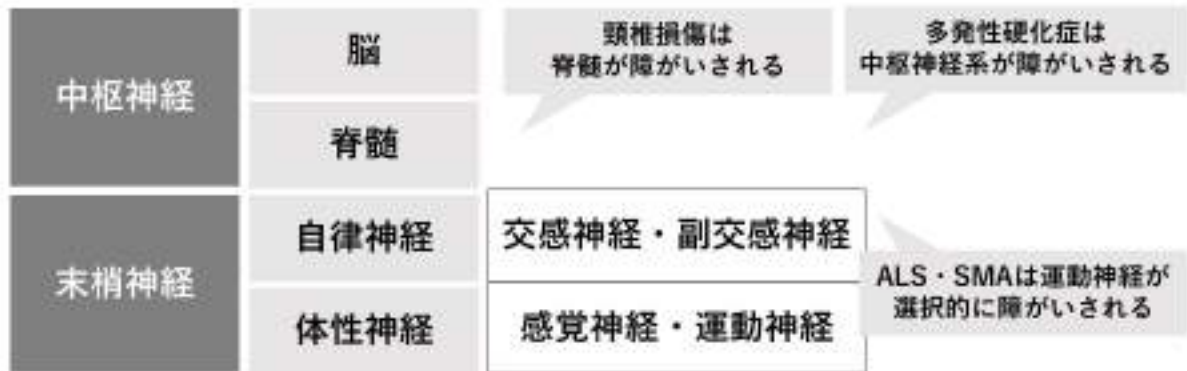 中枢神経
脳
脊髄
頸椎損傷は
脊髄が障がいされる
多発性硬化症は
中枢神経系が障がいされる
末梢神経
自律神経
交感神経・副交感神経
体性神経
感覚神経・運動神経
ALS・SMAは運動神経が
選択的に障がいされる